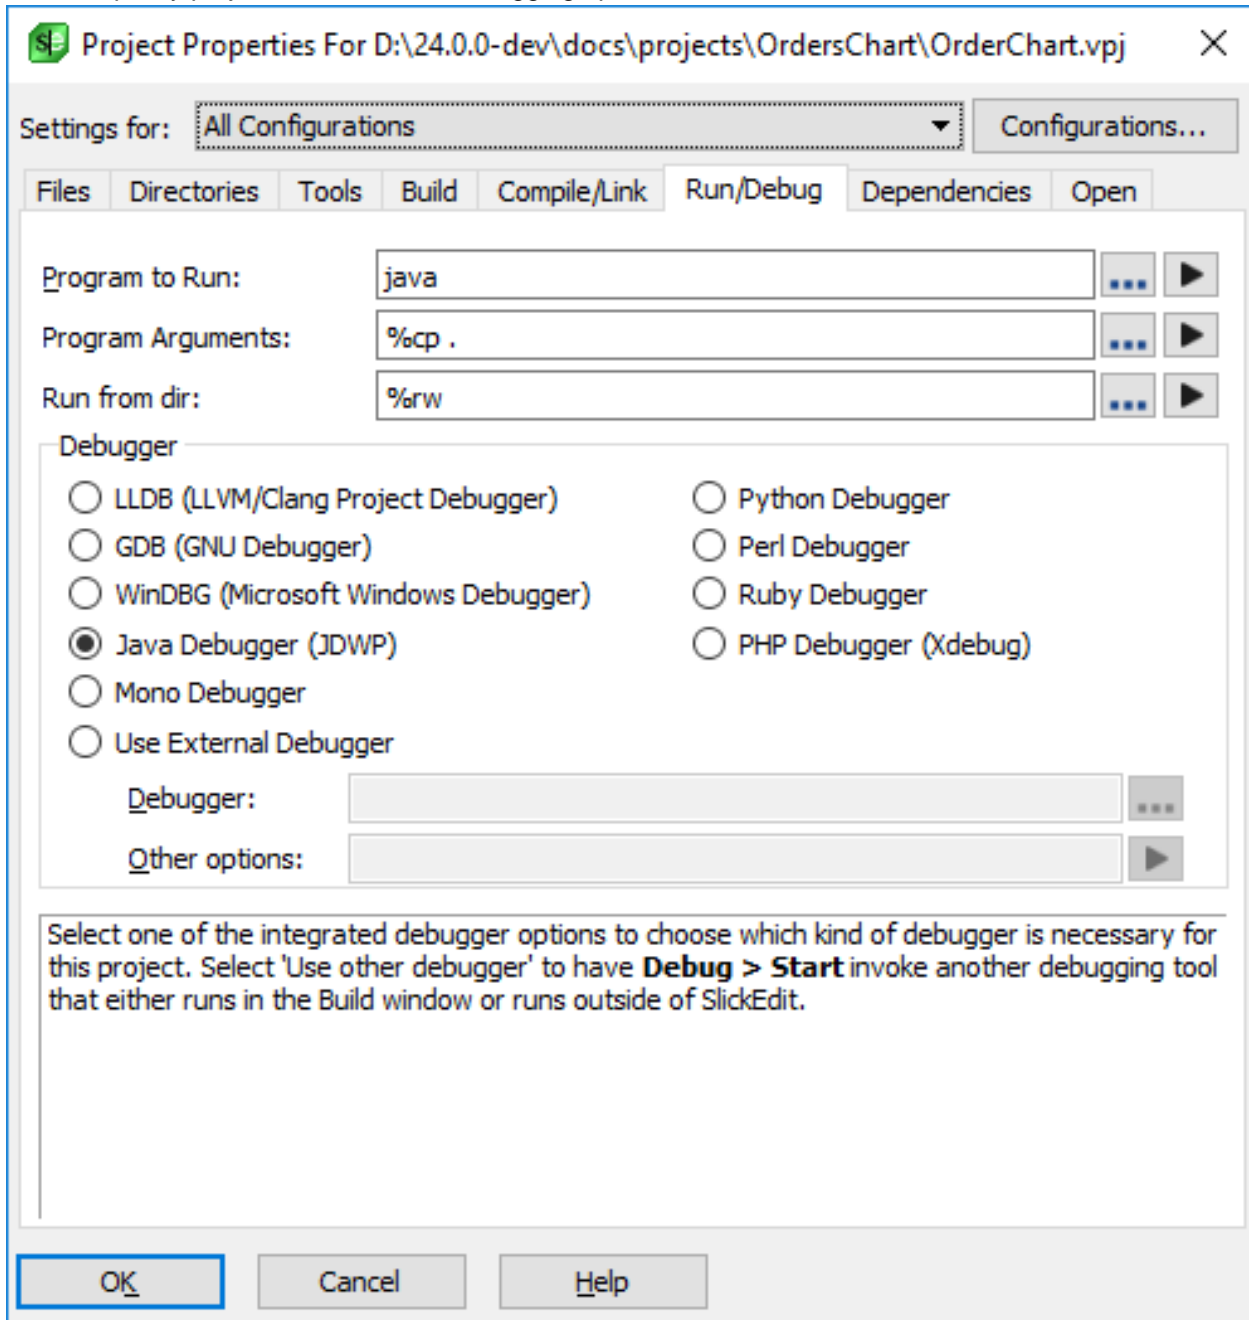 Project Properties For D:\24.0.0-dev\docs\projects\OrdersChart\OrderChart.vpj
Settings for: All Configurations Configurations...
Files Directories Tools Build Compile/Link Run/Debug Dependencies Open
Program to Run: java ...
Program Arguments: %cp . ...
Run from dir: %rw ...
Debugger
LLDB (LLVM/Clang Project Debugger) Python Debugger
GDB (GNU Debugger) Perl Debugger
WinDBG (Microsoft Windows Debugger) Ruby Debugger
Java Debugger (JDWP) PHP Debugger (Xdebug)
Mono Debugger
Use External Debugger
Debugger: ...
Other options:
Select one of the integrated debugger options to choose which kind of debugger is necessary for
this project. Select 'Use other debugger' to have Debug > Start invoke another debugging tool
that either runs in the Build window or runs outside of SlickEdit.
OK Cancel Help